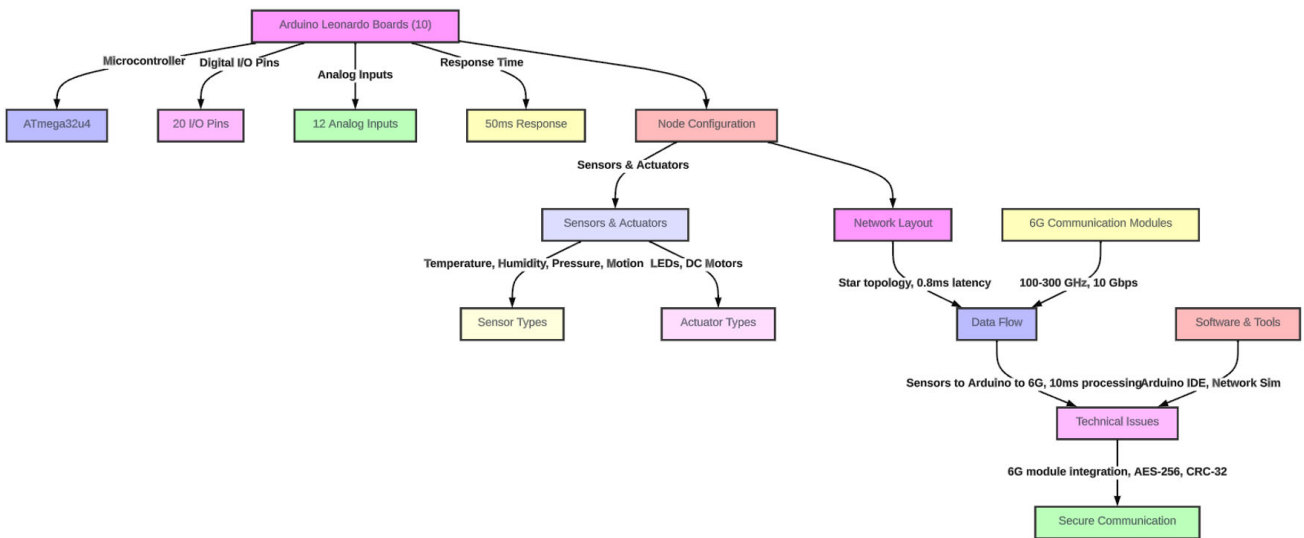 Arduino Leonardo Boards (10)
Microcontroller
Digital I/O Pins
Analog Inputs
Response Time
ATmega32u4
20 I/O Pins
12 Analog Inputs
50ms Response
Node Configuration
Sensors & Actuators
Sensors & Actuators
Network Layout
6G Communication Modules
Temperature, Humidity, Pressure, Motion
LEDs, DC Motors
Star topology, 0.8ms latency
100-300 GHz, 10 Gbps
Sensor Types
Actuator Types
Data Flow
Software & Tools
Sensors to Arduino to 6G, 10ms processing
Arduino IDE, Network Sim
Technical Issues
6G module integration, AES-256, CRC-32
Secure Communication